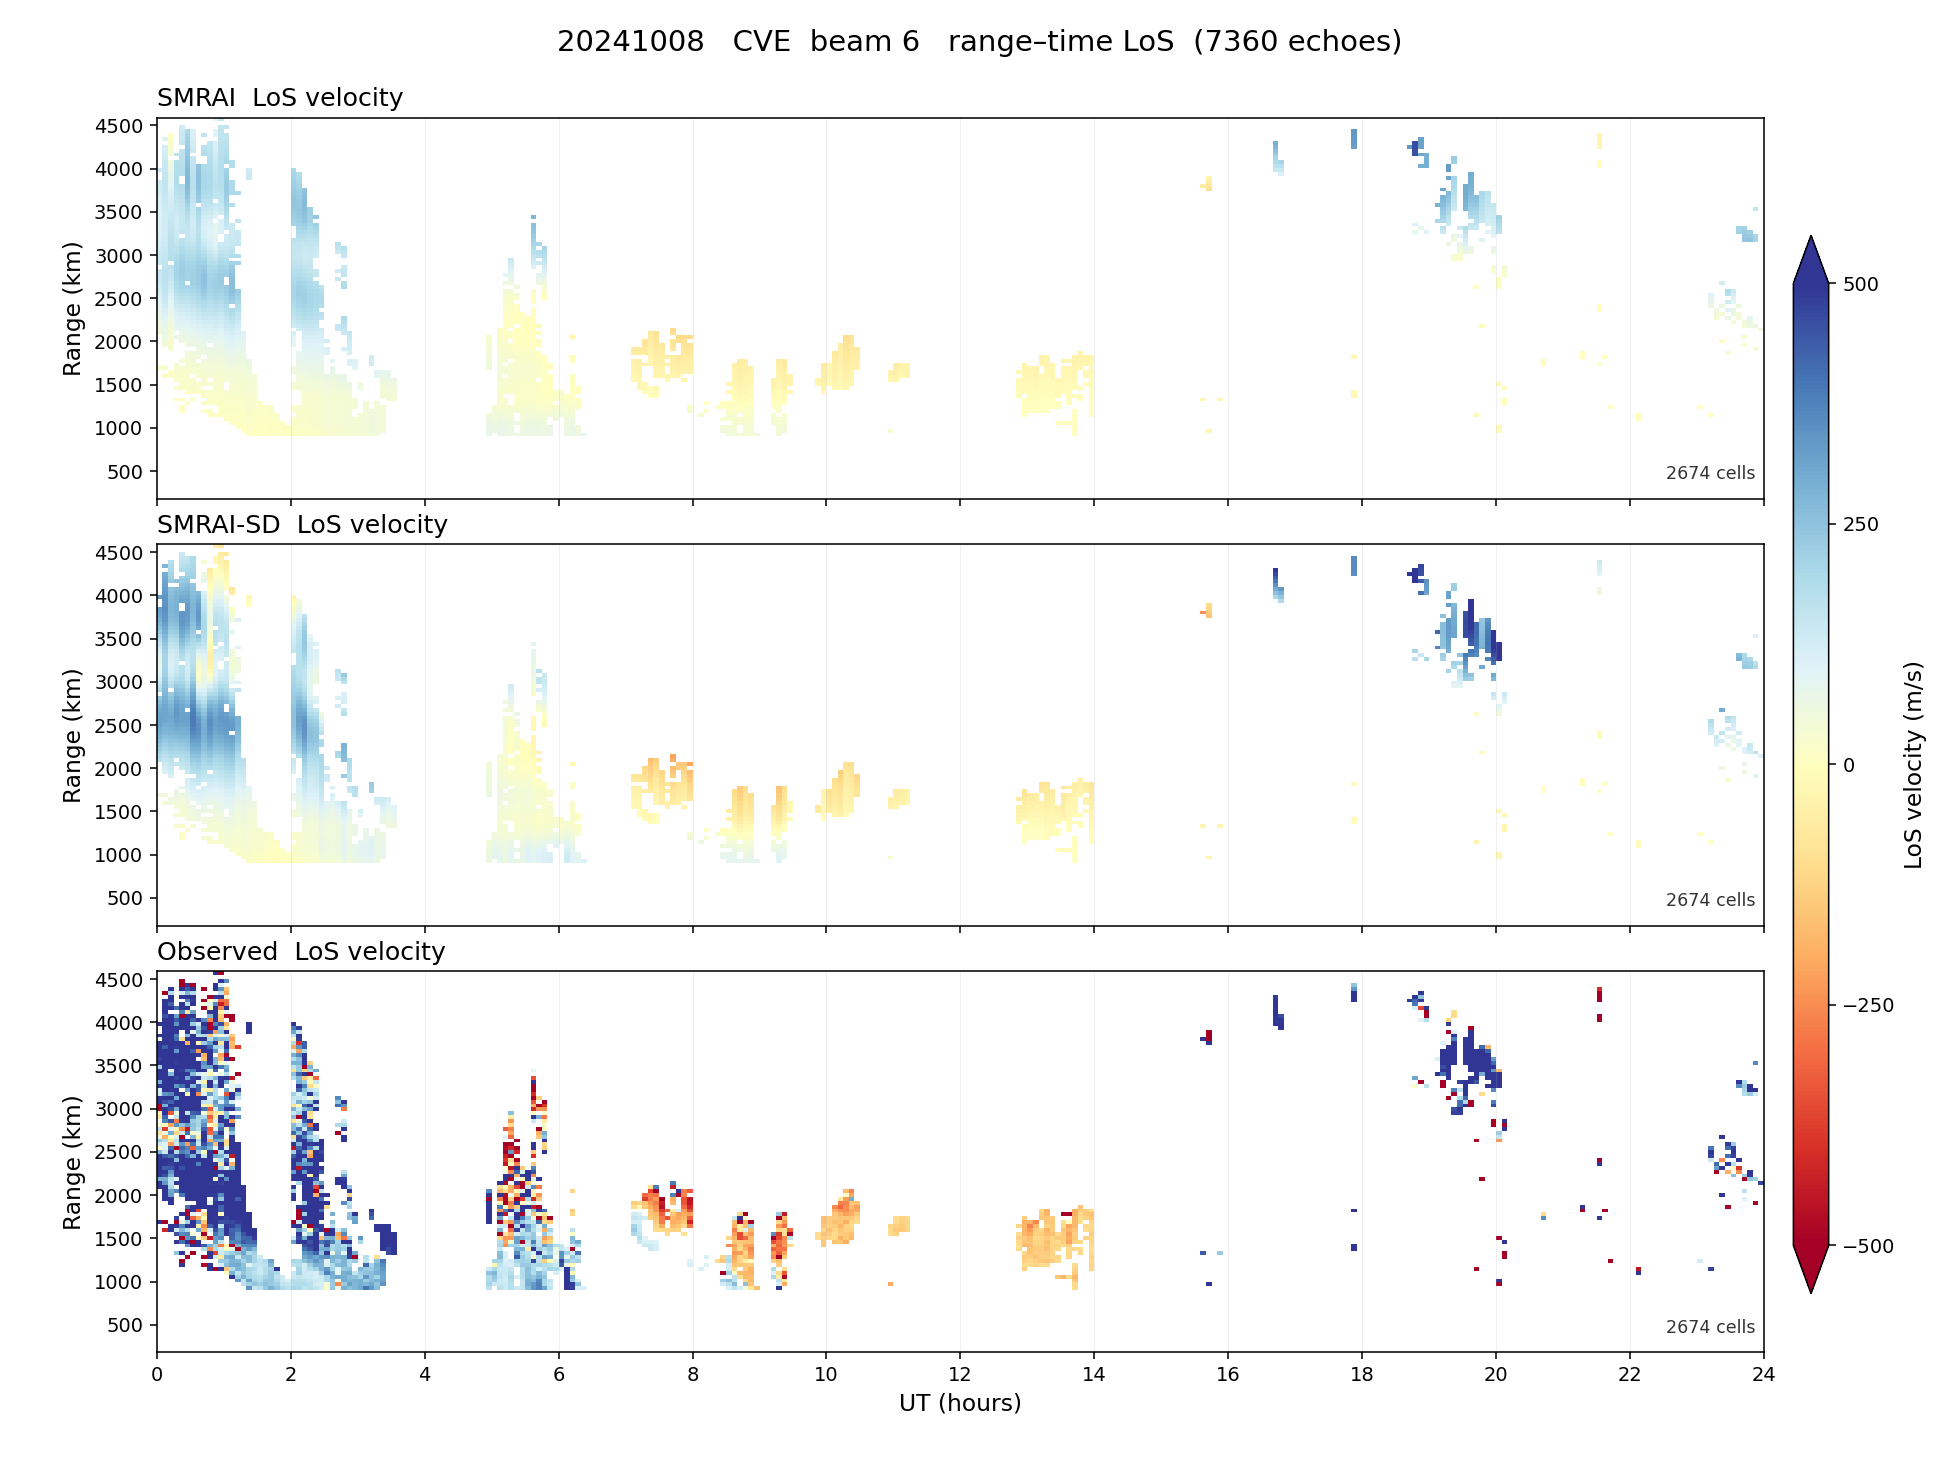 20241008   CVE  beam 6   range–time LoS  (7360 echoes)
SMRAI  LoS velocity
4500
4000
3500
3000
2500
2000
1500
1000
500
Range (km)
2674 cells
SMRAI-SD  LoS velocity
4500
4000
3500
3000
2500
2000
1500
1000
500
Range (km)
2674 cells
Observed  LoS velocity
4500
4000
3500
3000
2500
2000
1500
1000
500
Range (km)
2674 cells
0 2 4 6 8 10 12 14 16 18 20 22 24
UT (hours)
500
250
0
−250
−500
LoS velocity (m/s)